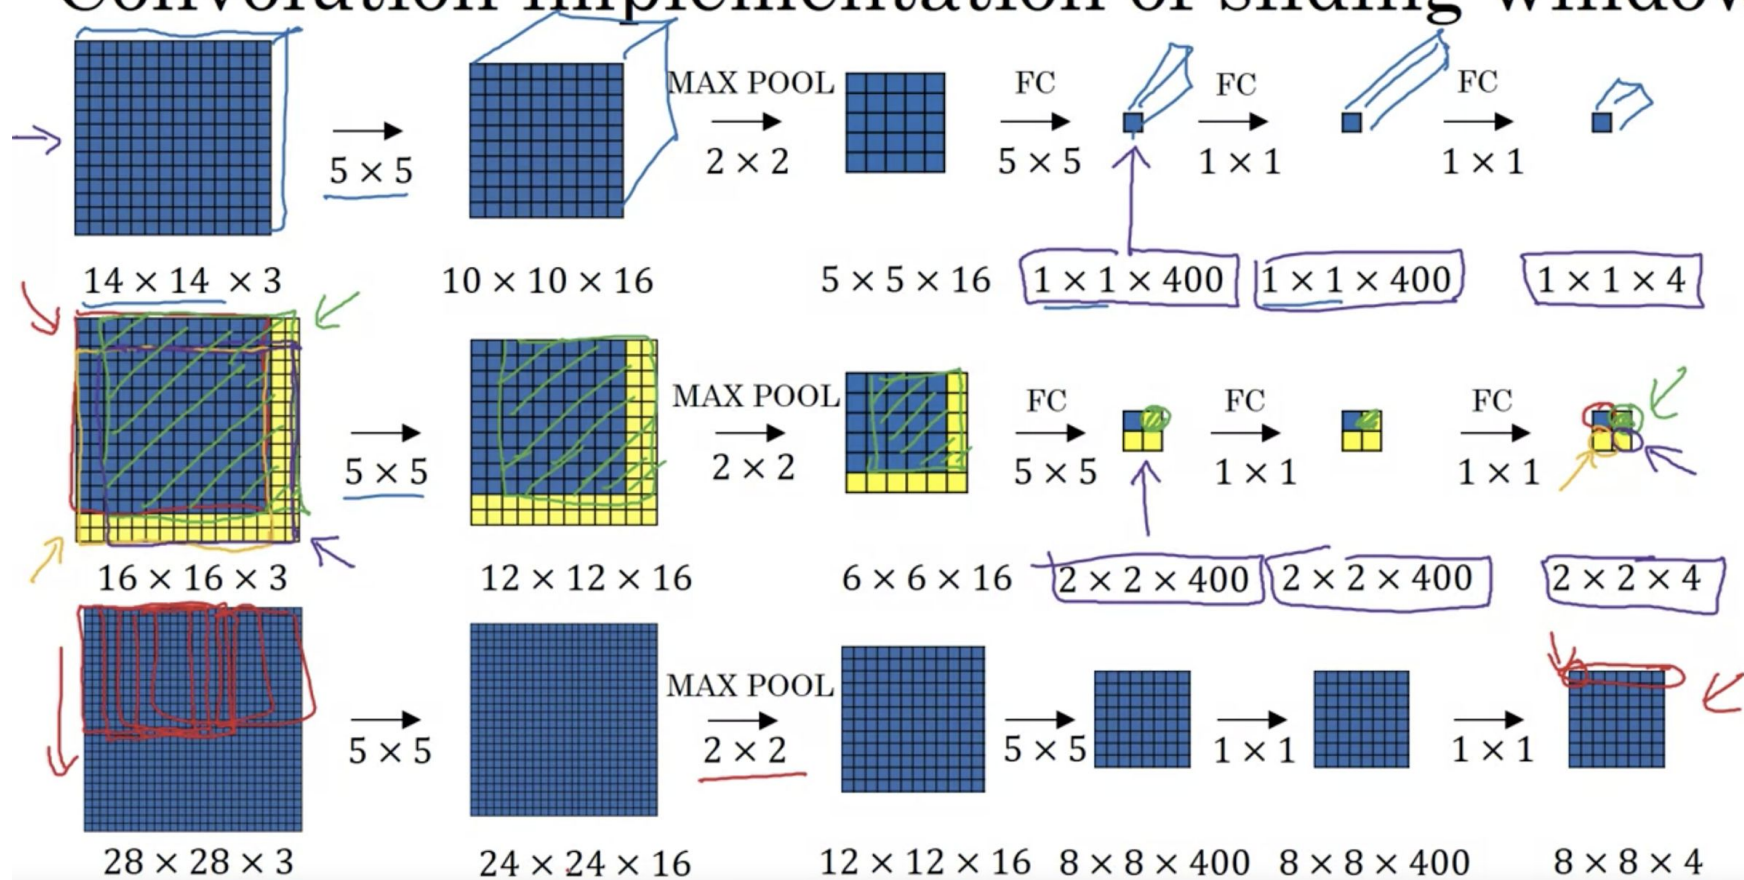 Convolution implementation of sliding window
MAX POOL FC FC FC
5 × 5 2 × 2 5 × 5 1 × 1 1 × 1
14 × 14 × 3 10 × 10 × 16 5 × 5 × 16 1 × 1 × 400 1 × 1 × 400 1 × 1 × 4
MAX POOL FC FC FC
5 × 5 2 × 2 5 × 5 1 × 1 1 × 1
16 × 16 × 3 12 × 12 × 16 6 × 6 × 16 2 × 2 × 400 2 × 2 × 400 2 × 2 × 4
MAX POOL
5 × 5 2 × 2 5 × 5 1 × 1 1 × 1
28 × 28 × 3 24 × 24 × 16 12 × 12 × 16 8 × 8 × 400 8 × 8 × 400 8 × 8 × 4